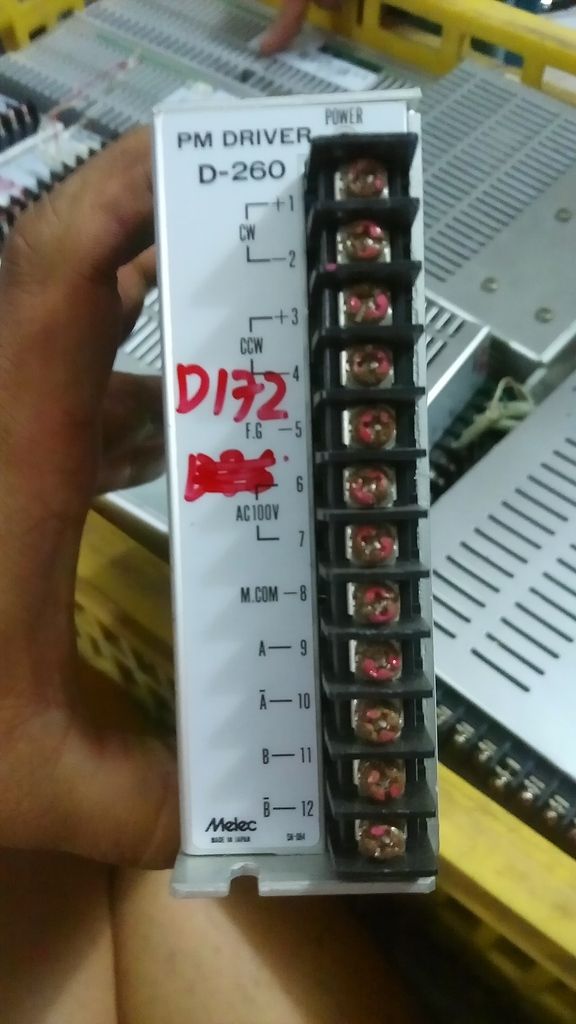 POWER
PM DRIVER
D-260
+1
CW
-2
+3
CCW
4
D172
F.G -5
6
AC100V
7
M.COM -8
A- 9
Ā- 10
B- 11
B̄- 12
Melec
MADE IN JAPAN